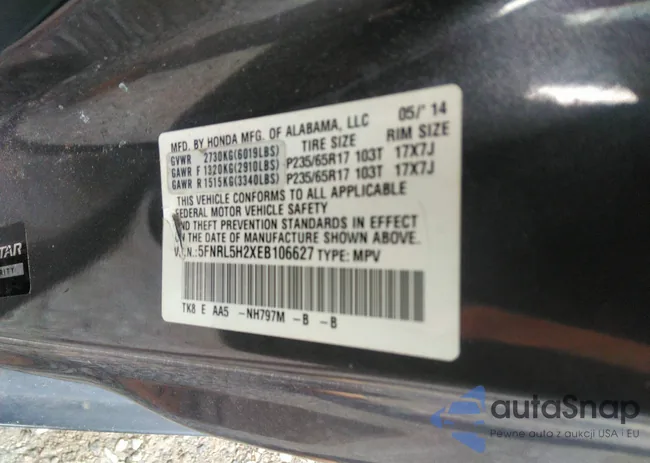 05/' 14
MFD. BY HONDA MFG. OF ALABAMA, LLC
TIRE SIZE RIM SIZE
GVWR 2730KG(6019LBS)
GAWR F 1320KG(2910LBS) P235/65R17 103T 17X7J
GAWR R 1515KG(3340LBS) P235/65R17 103T 17X7J
THIS VEHICLE CONFORMS TO ALL APPLICABLE
FEDERAL MOTOR VEHICLE SAFETY
AND THEFT PREVENTION STANDARDS IN EFFECT
ON THE DATE OF MANUFACTURE SHOWN ABOVE.
:5FNRL5H2XEB106627 TYPE: MPV
TK8 E AA5 -NH797M -B -B
TAR
RITY
autoSnap
Pewne auto z aukcji USA i EU